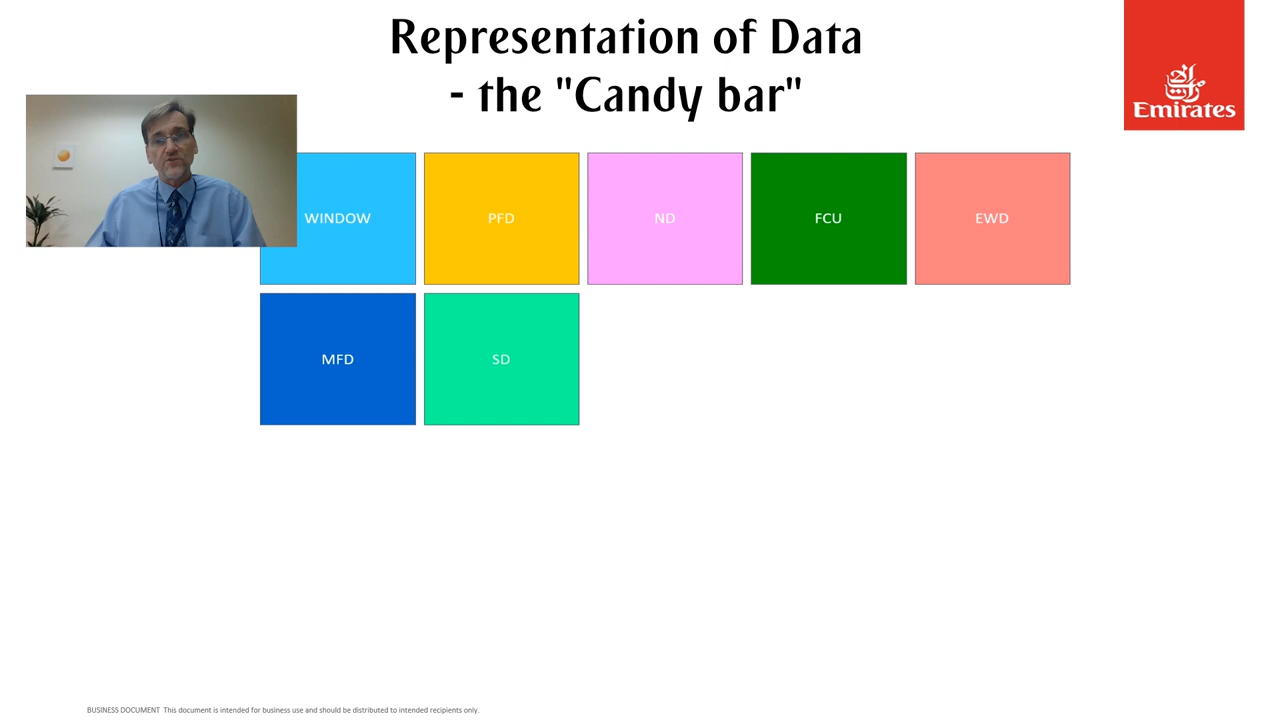 Representation of Data
- the "Candy bar"
الإمارات
Emirates
WINDOW
PFD
ND
FCU
EWD
MFD
SD
BUSINESS DOCUMENT This document is intended for business use and should be distributed to intended recipients only.